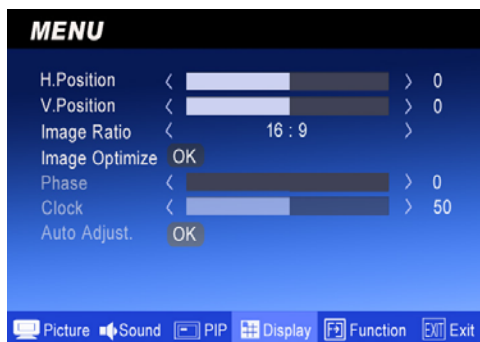 MENU
H.Position 0
V.Position 0
Image Ratio 16 : 9
Image Optimize OK
Phase 0
Clock 50
Auto Adjust. OK
Picture Sound PIP Display Function EXIT Exit